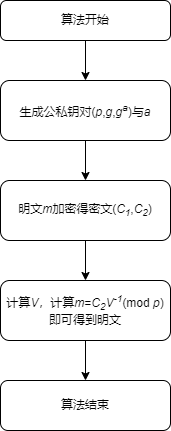 算法开始
生成公私钥对(p,g,gᵃ)与a
明文m加密得密文(C₁,C₂)
计算V，计算m=C₂V⁻¹(mod p)
即可得到明文
算法结束